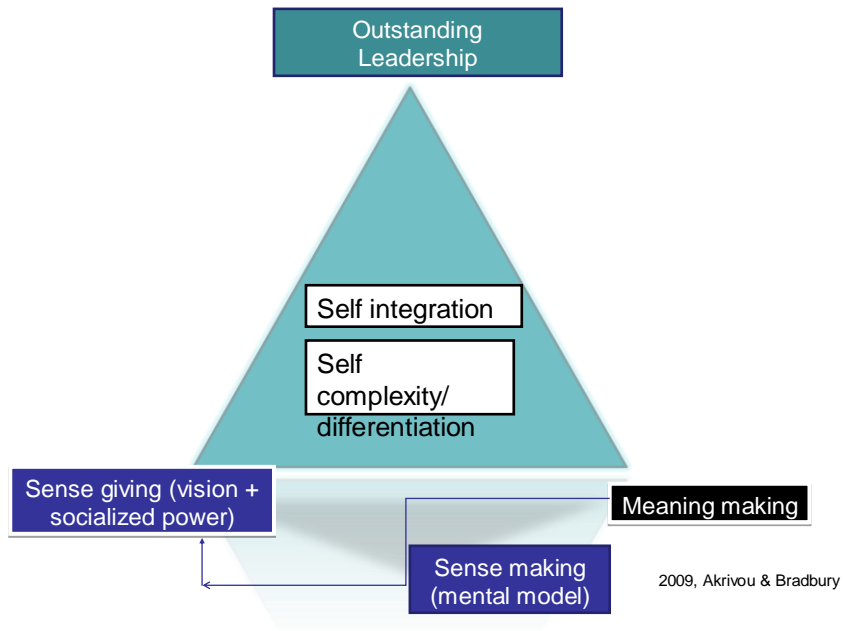 Outstanding
Leadership
Self integration
Self
complexity/
differentiation
Sense giving (vision +
socialized power)
Meaning making
Sense making
(mental model)
2009, Akrivou & Bradbury